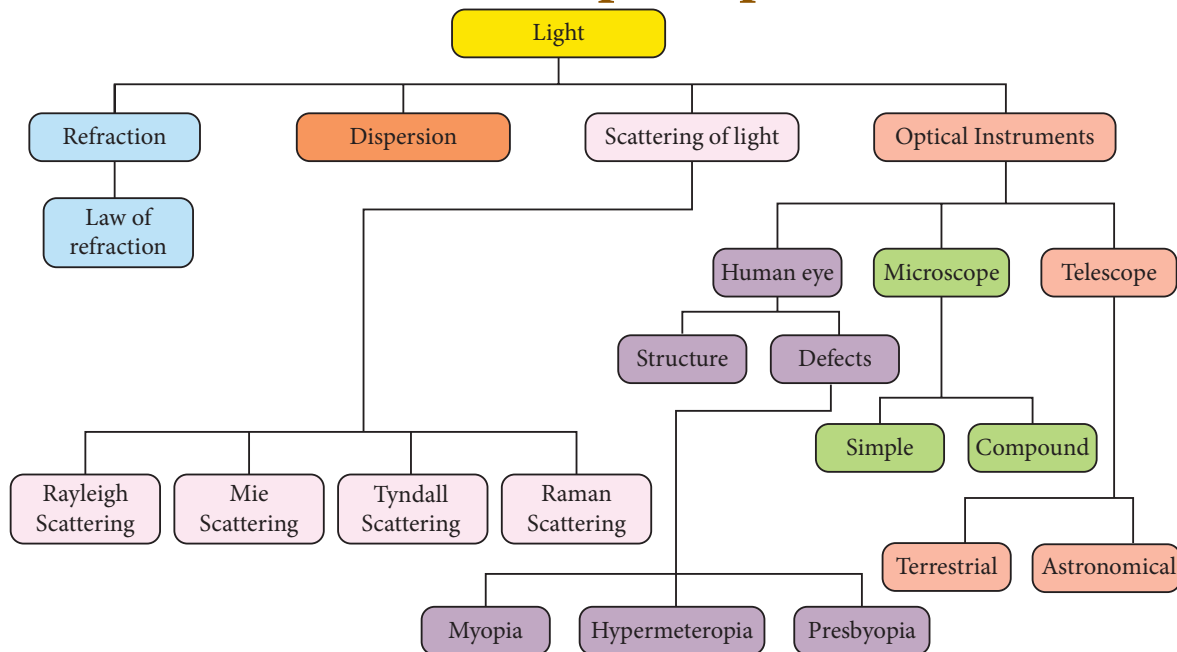 Light
Refraction
Dispersion
Scattering of light
Optical Instruments
Law of
refraction
Human eye
Microscope
Telescope
Structure
Defects
Simple
Compound
Rayleigh
Scattering
Mie
Scattering
Tyndall
Scattering
Raman
Scattering
Terrestrial
Astronomical
Myopia
Hypermeteropia
Presbyopia